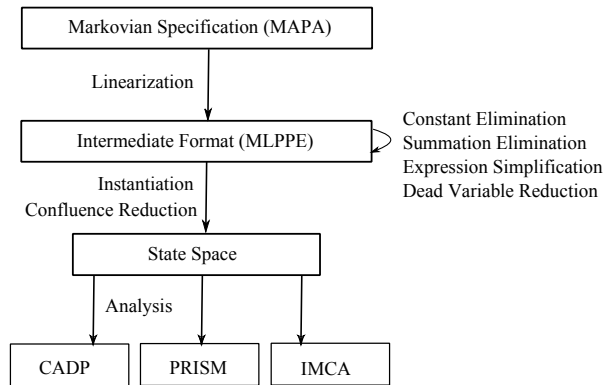 Markovian Specification (MAPA)
Linearization
Intermediate Format (MLPPE)
Constant Elimination
Summation Elimination
Expression Simplification
Dead Variable Reduction
Instantiation
Confluence Reduction
State Space
Analysis
CADP
PRISM
IMCA